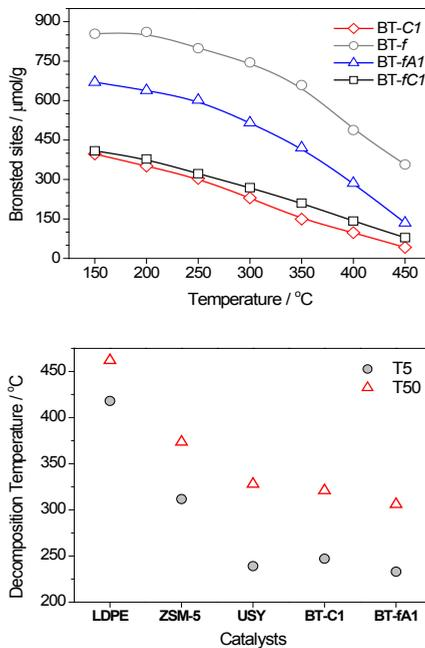 900
750
600
450
300
150
0
Bronsted sites / μmol/g
BT-C1
BT-f
BT-fA1
BT-fC1
150 200 250 300 350 400 450
Temperature / °C
450
400
350
300
250
200
Decomposition Temperature / °C
T5
T50
LDPE ZSM-5 USY BT-C1 BT-fA1
Catalysts